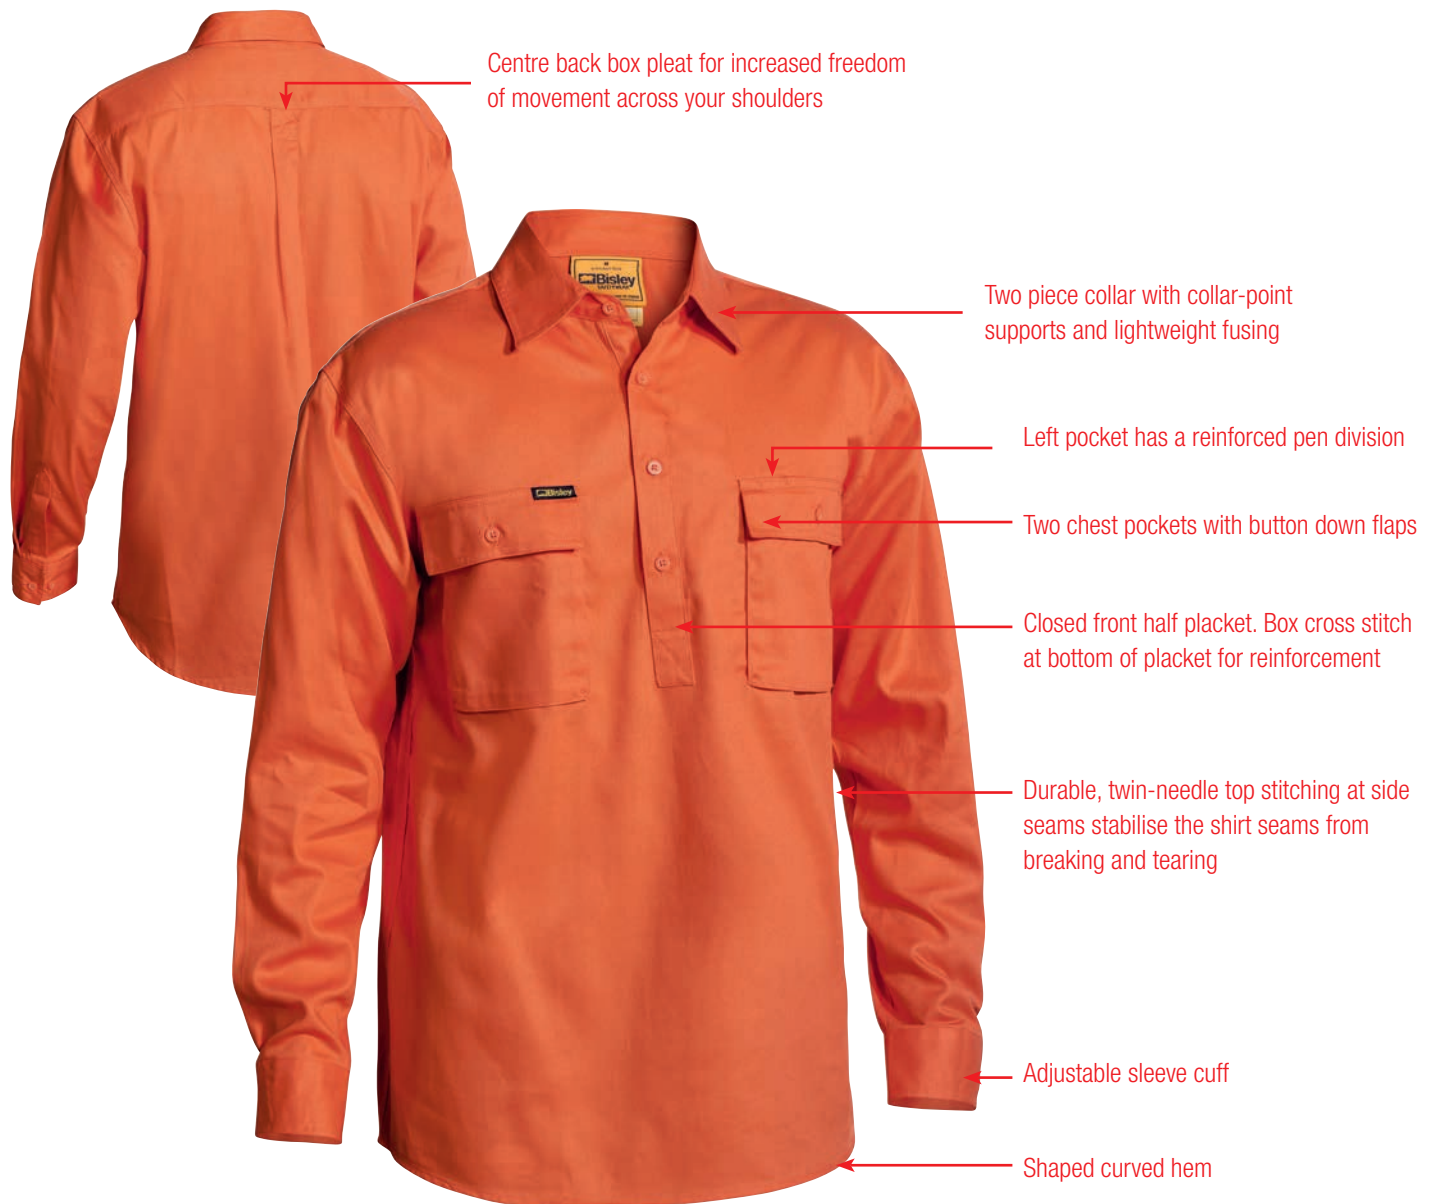 Centre back box pleat for increased freedom
of movement across your shoulders
Bisley
Two piece collar with collar-point
supports and lightweight fusing
Left pocket has a reinforced pen division
Bisley
Two chest pockets with button down flaps
Closed front half placket. Box cross stitch
at bottom of placket for reinforcement
Durable, twin-needle top stitching at side
seams stabilise the shirt seams from
breaking and tearing
Adjustable sleeve cuff
Shaped curved hem